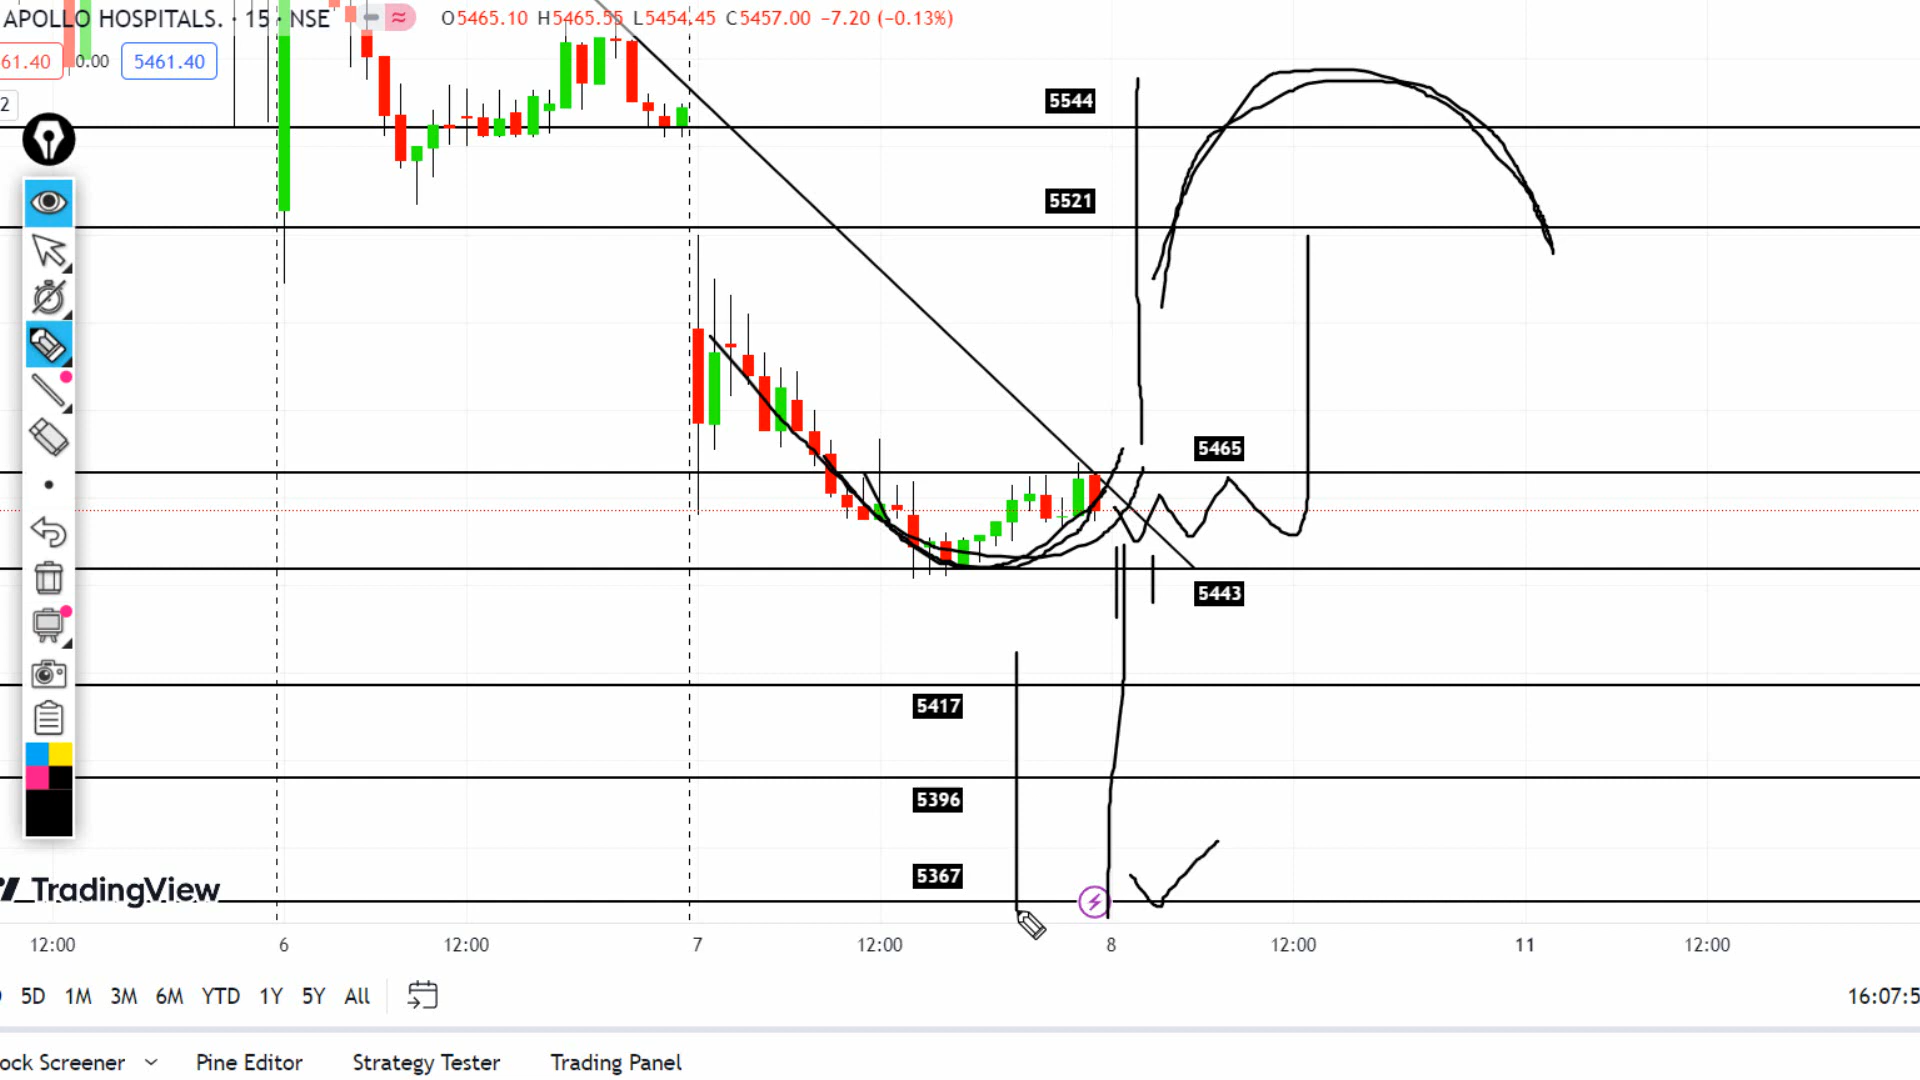 APOLLO HOSPITALS. · 15 · NSE O5465.10 H5465.55 L5454.45 C5457.00 −7.20 (−0.13%)
61.40 0.00 5461.40
2
5544
5521
5465
5443
5417
5396
5367
TradingView
12:00 6 12:00 7 12:00 8 12:00 11 12:00
5D 1M 3M 6M YTD 1Y 5Y All 16:07:5
ock Screener Pine Editor Strategy Tester Trading Panel